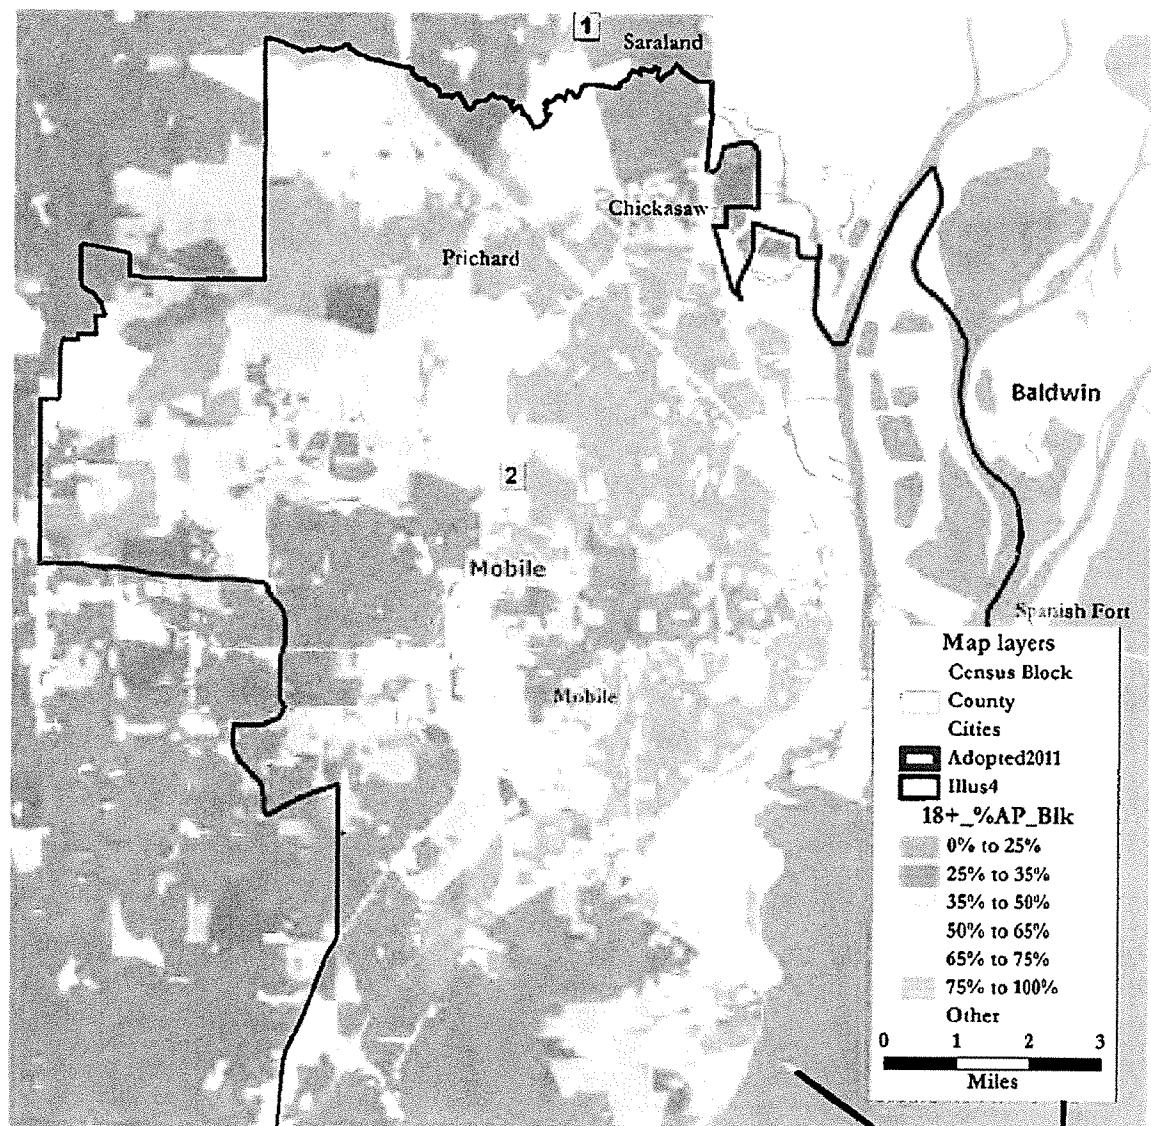 1
Saraland
Chickasaw
Prichard
Baldwin
2
Mobile
Spanish Fort
Mobile
Map layers
Census Block
County
Cities
Adopted2011
Illus4
18+_%AP_Blk
0% to 25%
25% to 35%
35% to 50%
50% to 65%
65% to 75%
75% to 100%
Other
0 1 2 3
Miles